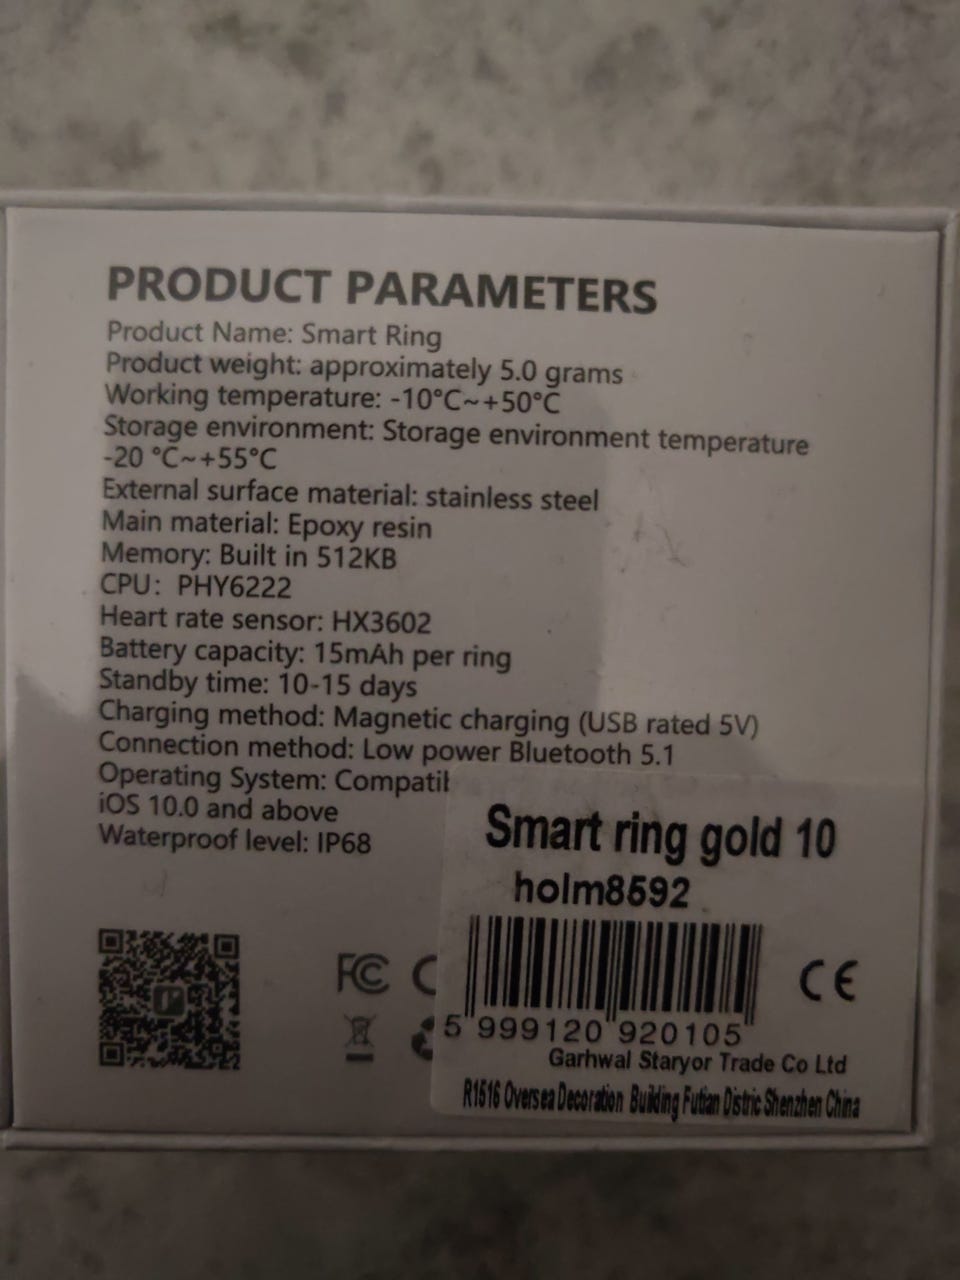 PRODUCT PARAMETERS
Product Name: Smart Ring
Product weight: approximately 5.0 grams
Working temperature: -10°C~+50°C
Storage environment: Storage environment temperature
-20 °C~+55°C
External surface material: stainless steel
Main material: Epoxy resin
Memory: Built in 512KB
CPU: PHY6222
Heart rate sensor: HX3602
Battery capacity: 15mAh per ring
Standby time: 10-15 days
Charging method: Magnetic charging (USB rated 5V)
Connection method: Low power Bluetooth 5.1
Operating System:
iOS 10.0 and above
Waterproof level: IP68
Smart ring gold 10
holm8592
FC
CE
5 999120 920105
Garhwal Staryor Trade Co Ltd
R1516 Oversea Decoration Building Futian Distric Shenzhen China